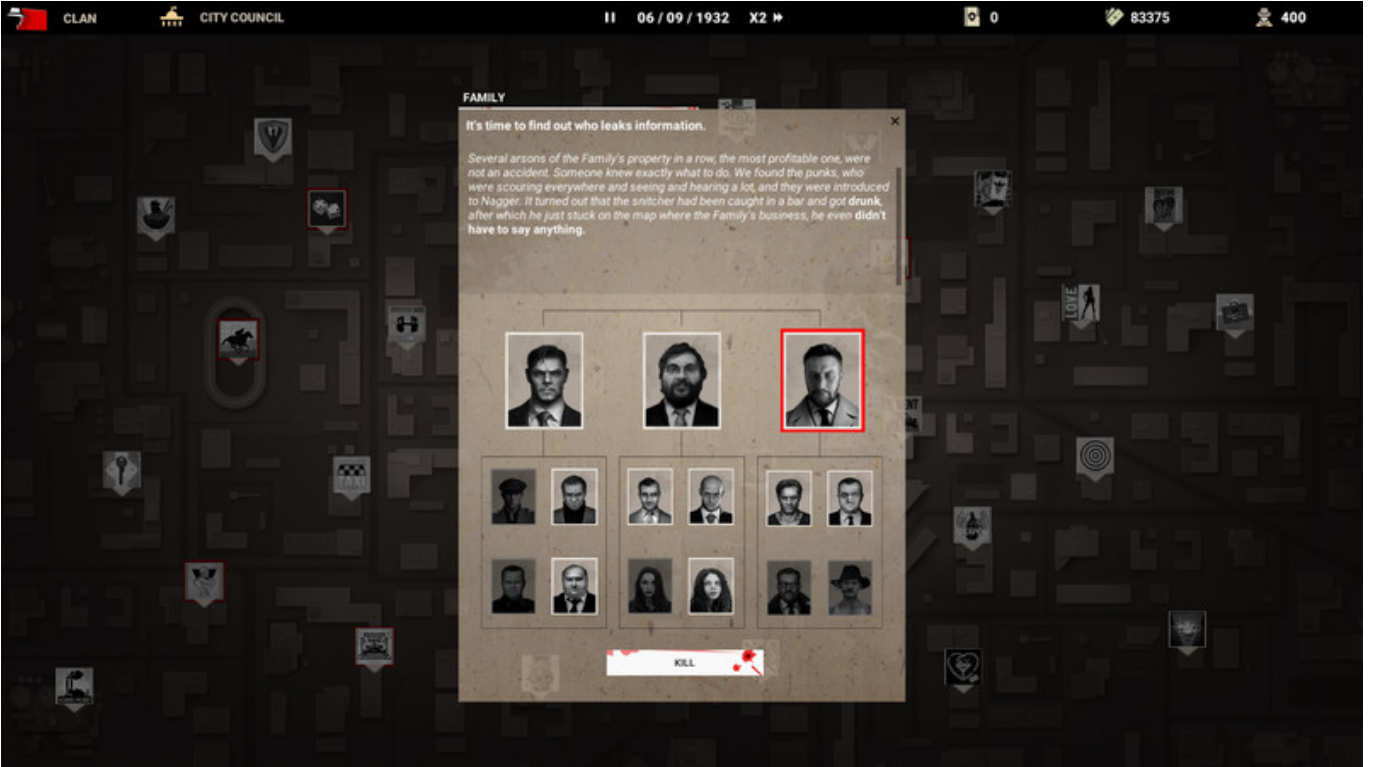 CLAN
CITY COUNCIL
06 / 09 / 1932
X2
0
83375
400
FAMILY
It's time to find out who leaks information.
Several arsons of the Family's property in a row, the most profitable one, were
not an accident. Someone knew exactly what to do. We found the punks, who
were scouring everywhere and seeing and hearing a lot, and they were introduced
to Nagger. It turned out that the snitcher had been caught in a bar and got drunk,
after which he just stuck on the map where the Family's business, he even didn't
have to say anything.
LOVE
TAXI
KILL